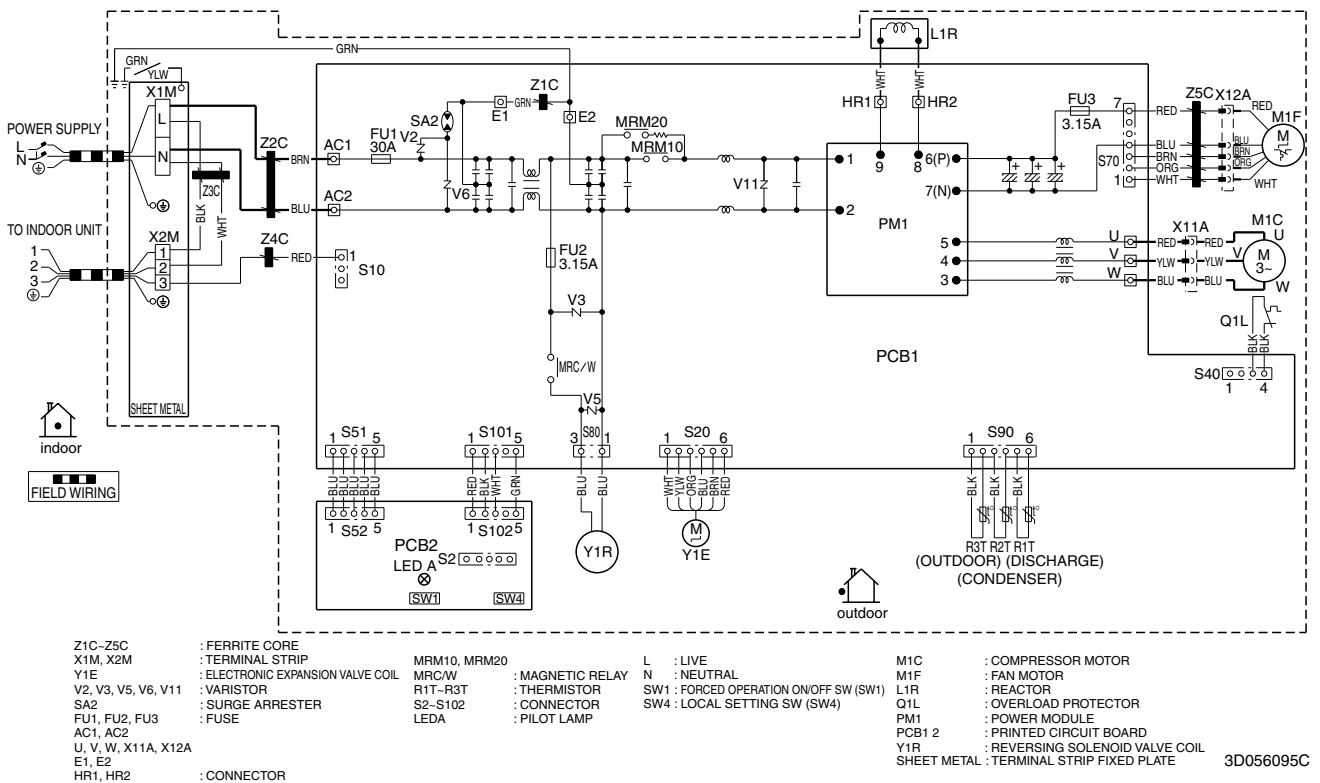 GRN
L1R
GRN
YLW
X1M
L
N
POWER SUPPLY
L
N
Z2C
Z3C
BLK
WHT
TO INDOOR UNIT
1
2
3
X2M
1
2
3
Z4C
RED
SHEET METAL
BRN
BLU
AC1
AC2
FU1
30A
V2
SA2
E1
GRN
Z1C
E2
V6
MRM20
MRM10
V11
1
S10
FU2
3.15A
V3
MRC/W
V5
WHT
WHT
HR1
HR2
1
2
9
8
6(P)
7(N)
PM1
5
4
3
FU3
3.15A
7
S70
1
RED
BLU
BRN
ORG
WHT
Z5C
X12A
RED
BLU
BRN
ORG
WHT
M1F
M
U
V
W
RED
YLW
BLU
X11A
RED
YLW
BLU
M1C
U
V
W
M
3~
Q1L
BLK
BLK
S40
1 4
PCB1
indoor
FIELD WIRING
1 S51 5
BLU
BLU
BLU
BLU
BLU
1 S52 5
1 S101 5
RED
BLK
WHT
GRN
1 S102 5
PCB2
LED A
S2
SW1
SW4
3 S80 1
BLU
BLU
Y1R
1 S20 6
WHT
YLW
ORG
BLU
BRN
RED
M
Y1E
1 S90 6
BLK
BLK
BLK
t°
t°
t°
R3T R2T R1T
(OUTDOOR) (DISCHARGE)
(CONDENSER)
outdoor
Z1C~Z5C : FERRITE CORE
X1M, X2M : TERMINAL STRIP
Y1E : ELECTRONIC EXPANSION VALVE COIL
V2, V3, V5, V6, V11 : VARISTOR
SA2 : SURGE ARRESTER
FU1, FU2, FU3 : FUSE
AC1, AC2
U, V, W, X11A, X12A
E1, E2
HR1, HR2 : CONNECTOR
MRM10, MRM20
MRC/W : MAGNETIC RELAY
R1T~R3T : THERMISTOR
S2~S102 : CONNECTOR
LEDA : PILOT LAMP
L : LIVE
N : NEUTRAL
SW1 : FORCED OPERATION ON/OFF SW (SW1)
SW4 : LOCAL SETTING SW (SW4)
M1C : COMPRESSOR MOTOR
M1F : FAN MOTOR
L1R : REACTOR
Q1L : OVERLOAD PROTECTOR
PM1 : POWER MODULE
PCB1 2 : PRINTED CIRCUIT BOARD
Y1R : REVERSING SOLENOID VALVE COIL
SHEET METAL : TERMINAL STRIP FIXED PLATE
3D056095C